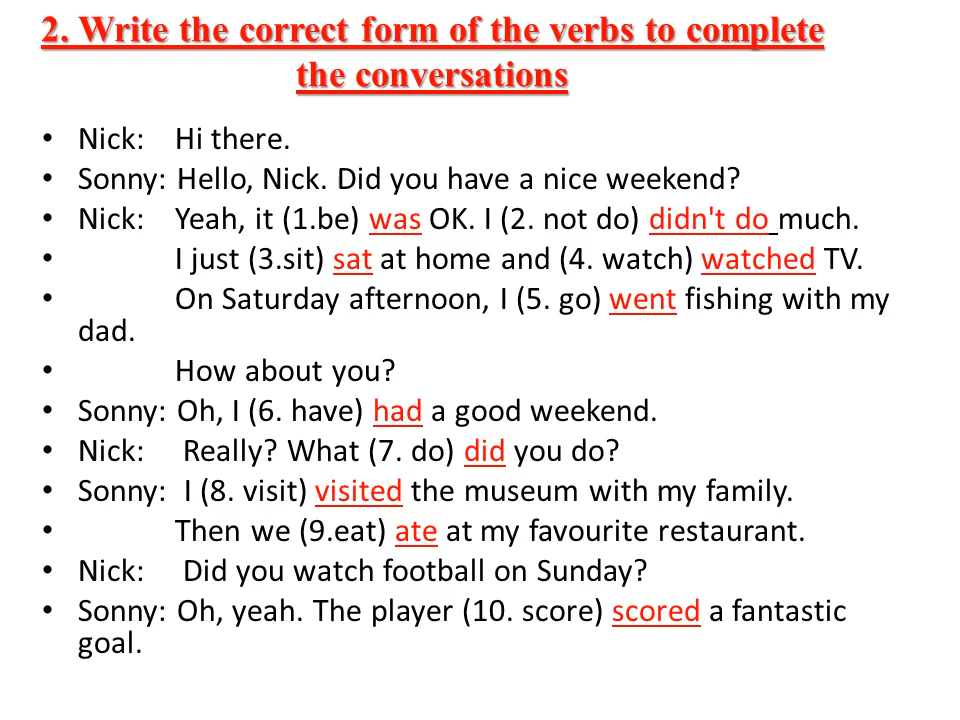 2. Write the correct form of the verbs to complete
the conversations
• Nick: Hi there.
• Sonny: Hello, Nick. Did you have a nice weekend?
• Nick: Yeah, it (1.be) was OK. I (2. not do) didn't do much.
• I just (3.sit) sat at home and (4. watch) watched TV.
• On Saturday afternoon, I (5. go) went fishing with my
dad.
• How about you?
• Sonny: Oh, I (6. have) had a good weekend.
• Nick: Really? What (7. do) did you do?
• Sonny: I (8. visit) visited the museum with my family.
• Then we (9.eat) ate at my favourite restaurant.
• Nick: Did you watch football on Sunday?
• Sonny: Oh, yeah. The player (10. score) scored a fantastic
goal.